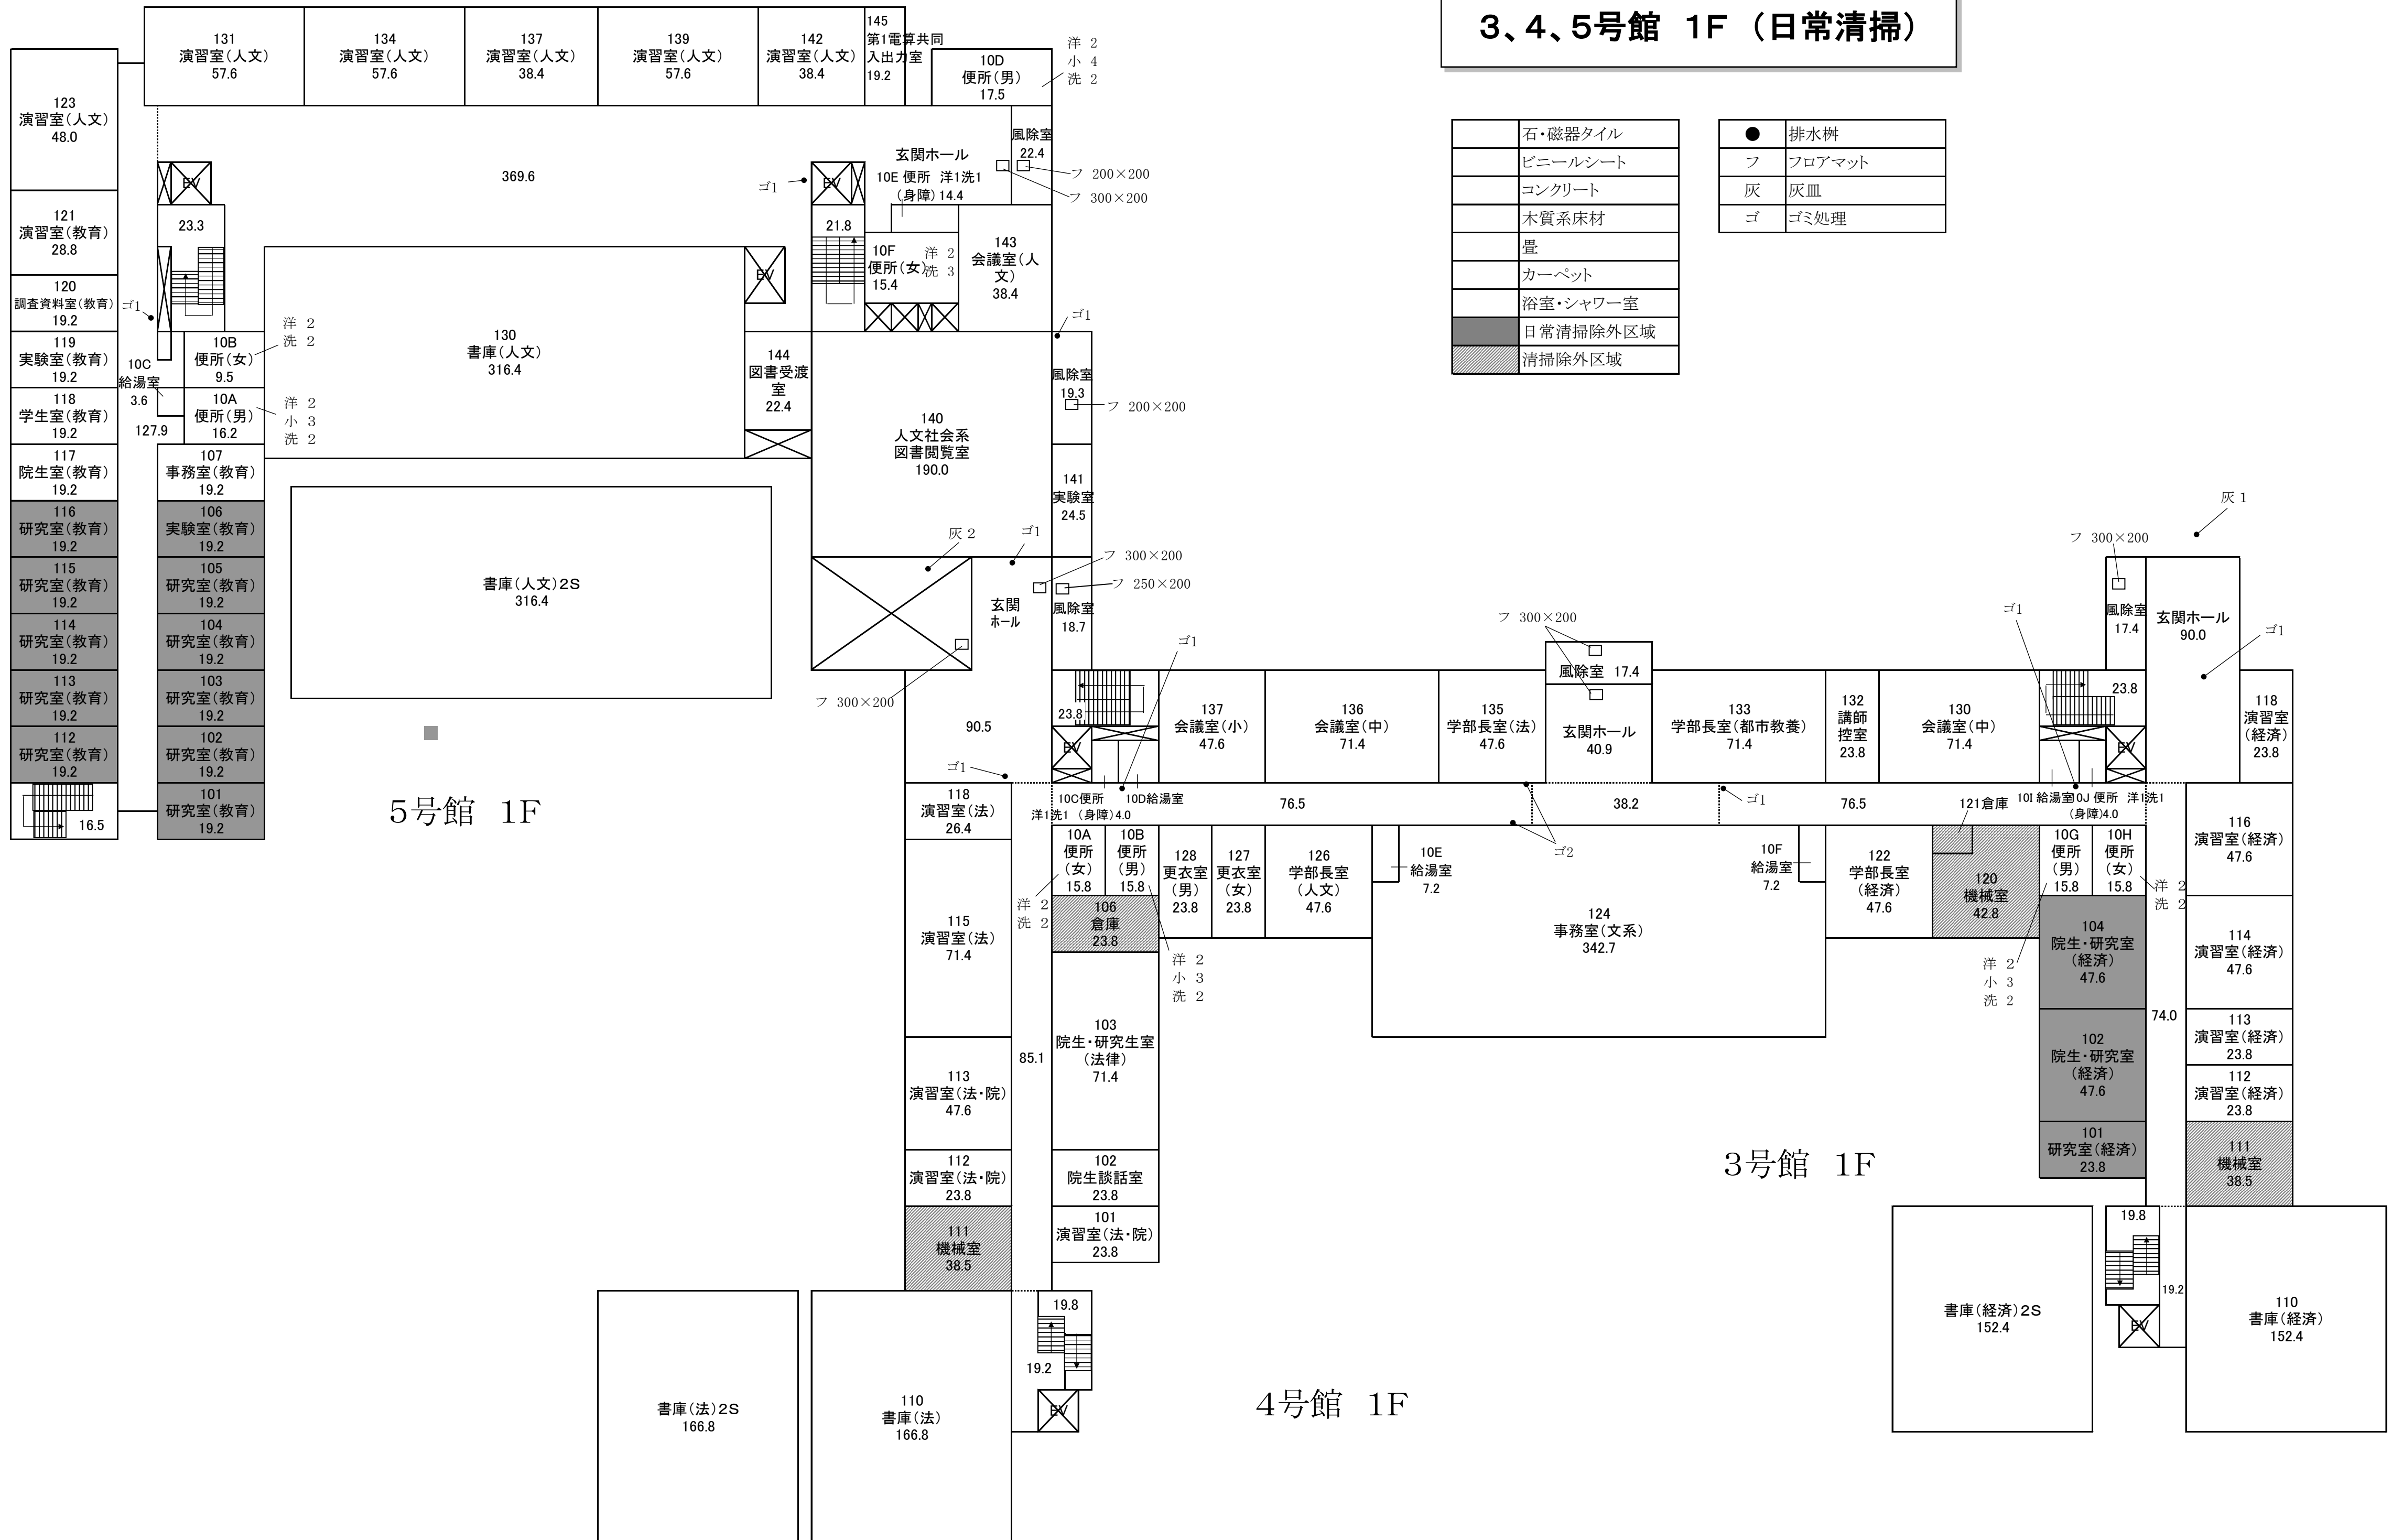 ３、４、５号館　１Ｆ　（日常清掃）
石・磁器タイル
ビニールシート
コンクリート
木質系床材
畳
カーペット
浴室・シャワー室
日常清掃除外区域
清掃除外区域
● 排水桝
フ フロアマット
灰 灰皿
ゴ ゴミ処理
131
演習室（人文）
57.6
134
演習室（人文）
57.6
137
演習室（人文）
38.4
139
演習室（人文）
57.6
142
演習室（人文）
38.4
145
第1電算共同
入出力室
19.2
10D
便所（男）
17.5
洋 2
小 4
洗 2
123
演習室（人文）
48.0
121
演習室（教育）
28.8
120
調査資料室（教育）
19.2
119
実験室（教育）
19.2
118
学生室（教育）
19.2
117
院生室（教育）
19.2
116
研究室（教育）
19.2
115
研究室（教育）
19.2
114
研究室（教育）
19.2
113
研究室（教育）
19.2
112
研究室（教育）
19.2
16.5
EV
23.3
ゴ1
10B
便所（女）
9.5
洋 2
洗 2
10C
給湯室
3.6
10A
便所（男）
16.2
洋 2
小 3
洗 2
127.9
107
事務室（教育）
19.2
106
実験室（教育）
19.2
105
研究室（教育）
19.2
104
研究室（教育）
19.2
103
研究室（教育）
19.2
102
研究室（教育）
19.2
101
研究室（教育）
19.2
369.6
ゴ1
EV
玄関ホール
10E 便所 洋1洗1
（身障）14.4
風除室
22.4
フ 200×200
フ 300×200
21.8
10F
便所（女）
15.4
洋 2
洗 3
143
会議室（人
文）
38.4
EV
130
書庫（人文）
316.4
144
図書受渡
室
22.4
140
人文社会系
図書閲覧室
190.0
ゴ1
風除室
19.3
フ 200×200
141
実験室
24.5
書庫（人文）２Ｓ
316.4
灰 2
ゴ1
フ 300×200
フ 250×200
玄関
ホール
風除室
18.7
フ 300×200
90.5
ゴ1
５号館　１Ｆ
23.8
EV
ゴ1
137
会議室（小）
47.6
136
会議室（中）
71.4
135
学部長室（法）
47.6
フ 300×200
風除室 17.4
玄関ホール
40.9
133
学部長室（都市教養）
71.4
132
講師
控室
23.8
130
会議室（中）
71.4
ゴ1
23.8
EV
灰 1
フ 300×200
風除室
17.4
玄関ホール
90.0
ゴ1
118
演習室
（経済）
23.8
10C便所
洋1洗1 （身障）4.0
10D給湯室
76.5
38.2
ゴ1
76.5
121倉庫
10I 給湯室
10J 便所 洋1洗1
（身障）4.0
118
演習室（法）
26.4
115
演習室（法）
71.4
113
演習室（法・院）
47.6
112
演習室（法・院）
23.8
111
機械室
38.5
85.1
10A
便所
（女）
15.8
洋 2
洗 2
10B
便所
（男）
15.8
洋 2
小 3
洗 2
106
倉庫
23.8
103
院生・研究生室
（法律）
71.4
102
院生談話室
23.8
101
演習室（法・院）
23.8
128
更衣室
（男）
23.8
127
更衣室
（女）
23.8
126
学部長室
（人文）
47.6
10E
給湯室
7.2
ゴ2
124
事務室（文系）
342.7
10F
給湯室
7.2
122
学部長室
（経済）
47.6
120
機械室
42.8
10G
便所
（男）
15.8
洋 2
小 3
洗 2
10H
便所
（女）
15.8
洋 2
洗 2
104
院生・研究室
（経済）
47.6
102
院生・研究室
（経済）
47.6
101
研究室（経済）
23.8
74.0
116
演習室（経済）
47.6
114
演習室（経済）
47.6
113
演習室（経済）
23.8
112
演習室（経済）
23.8
111
機械室
38.5
３号館　１Ｆ
書庫（経済）２Ｓ
152.4
19.8
19.2
EV
110
書庫（経済）
152.4
４号館　１Ｆ
書庫（法）２Ｓ
166.8
110
書庫（法）
166.8
19.8
19.2
EV